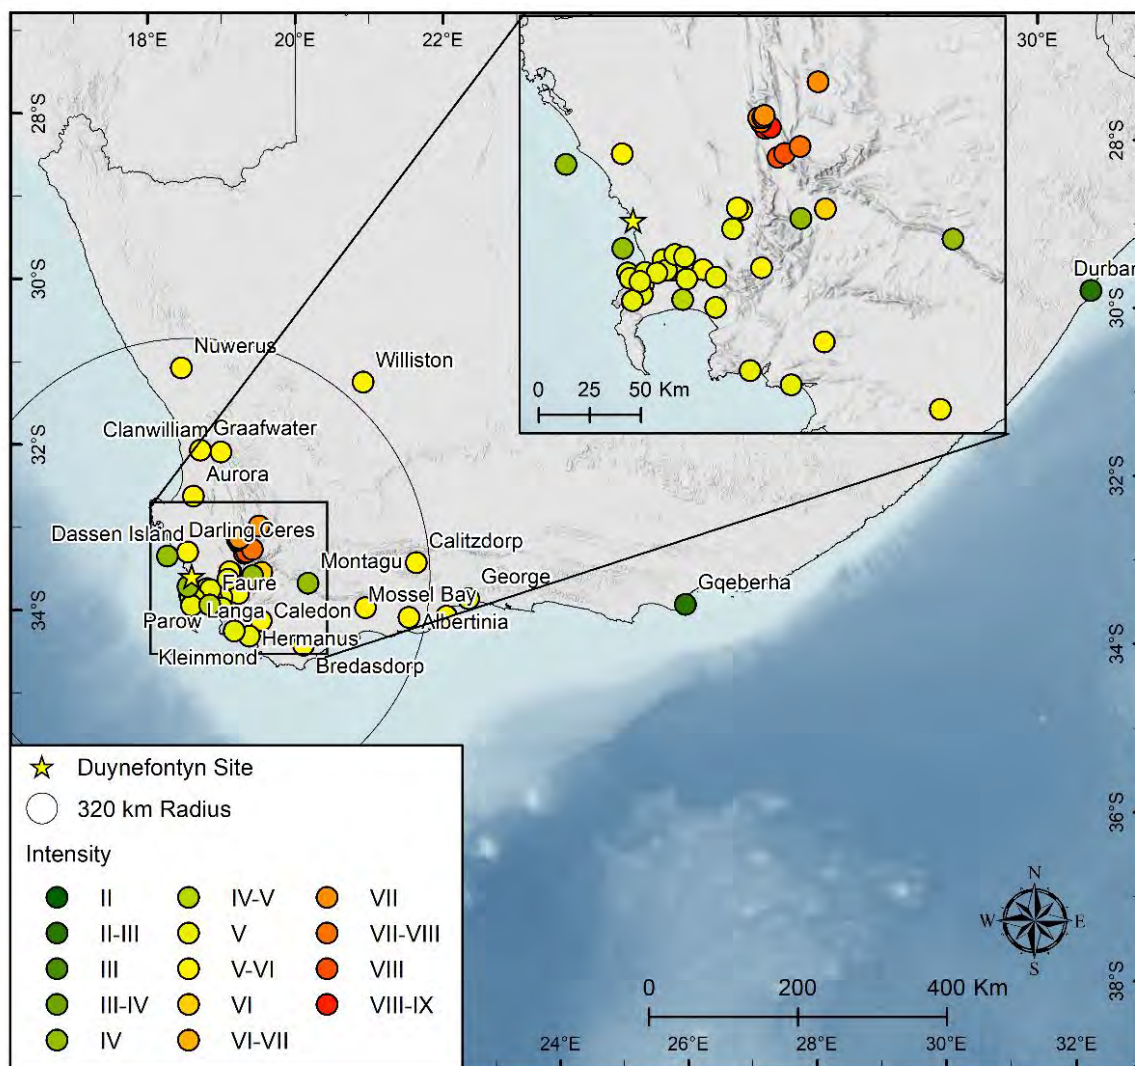 18°E 20°E 22°E 30°E
28°S
28°S
30°S
30°S
32°S
32°S
34°S
34°S
36°S
38°S
0 25 50 Km
Durban
Nuwerus
Williston
Clanwilliam Graafwater
Aurora
Dassen Island Darling Ceres
Calitzdorp
Montagu
George
Gqeberha
Faure
Mossel Bay
Parow Langa Caledon
Albertinia
Hermanus
Kleinmond
Bredasdorp
Duynefontyn Site
320 km Radius
Intensity
II IV-V VII
II-III V VII-VIII
III V-VI VIII
III-IV VI VIII-IX
IV VI-VII
N
W E
S
0 200 400 Km
24°E 26°E 28°E 30°E 32°E